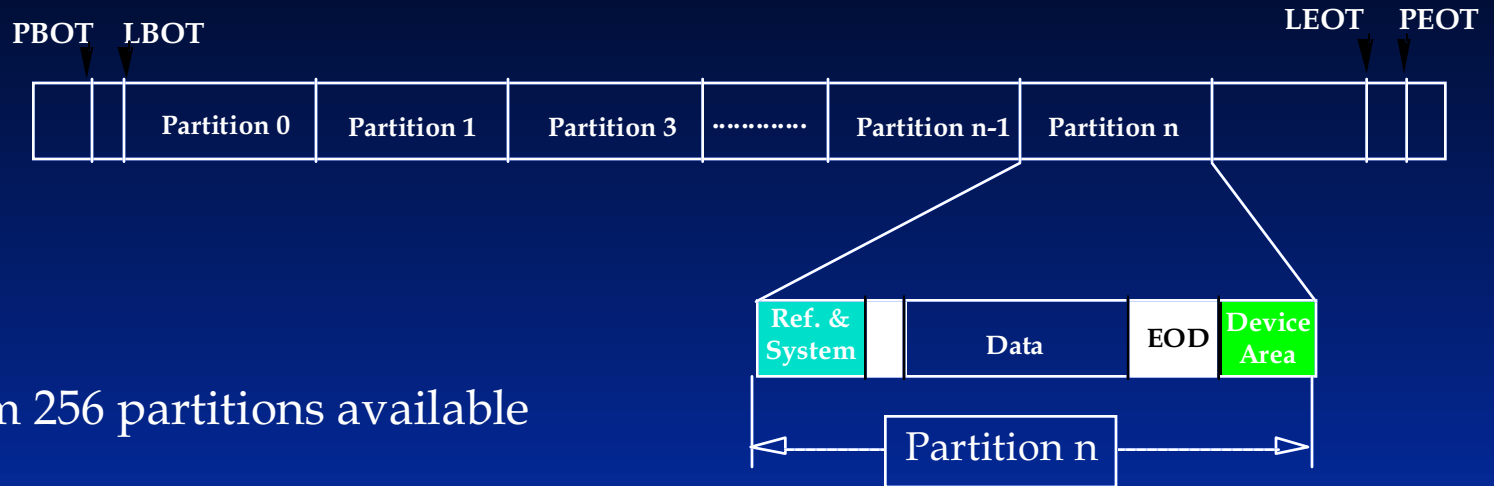 PBOT LBOT LEOT PEOT
Partition 0 Partition 1 Partition 3 ............. Partition n-1 Partition n
Ref. & System Data EOD Device Area
256 partitions available
Partition n